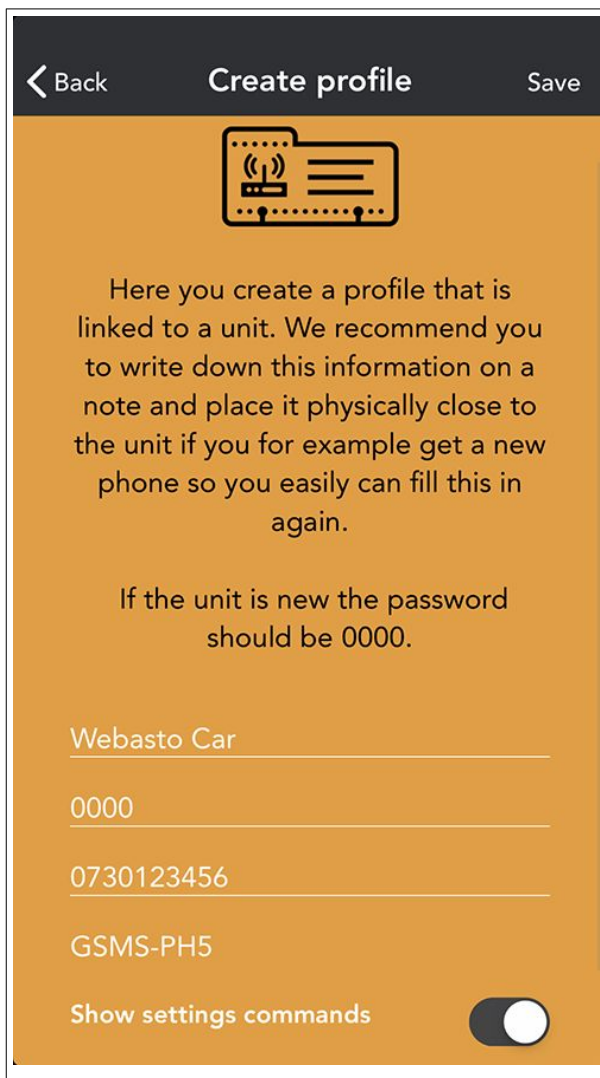 Back Create profile Save
Here you create a profile that is
linked to a unit. We recommend you
to write down this information on a
note and place it physically close to
the unit if you for example get a new
phone so you easily can fill this in
again.
If the unit is new the password
should be 0000.
Webasto Car
0000
0730123456
GSMS-PH5
Show settings commands